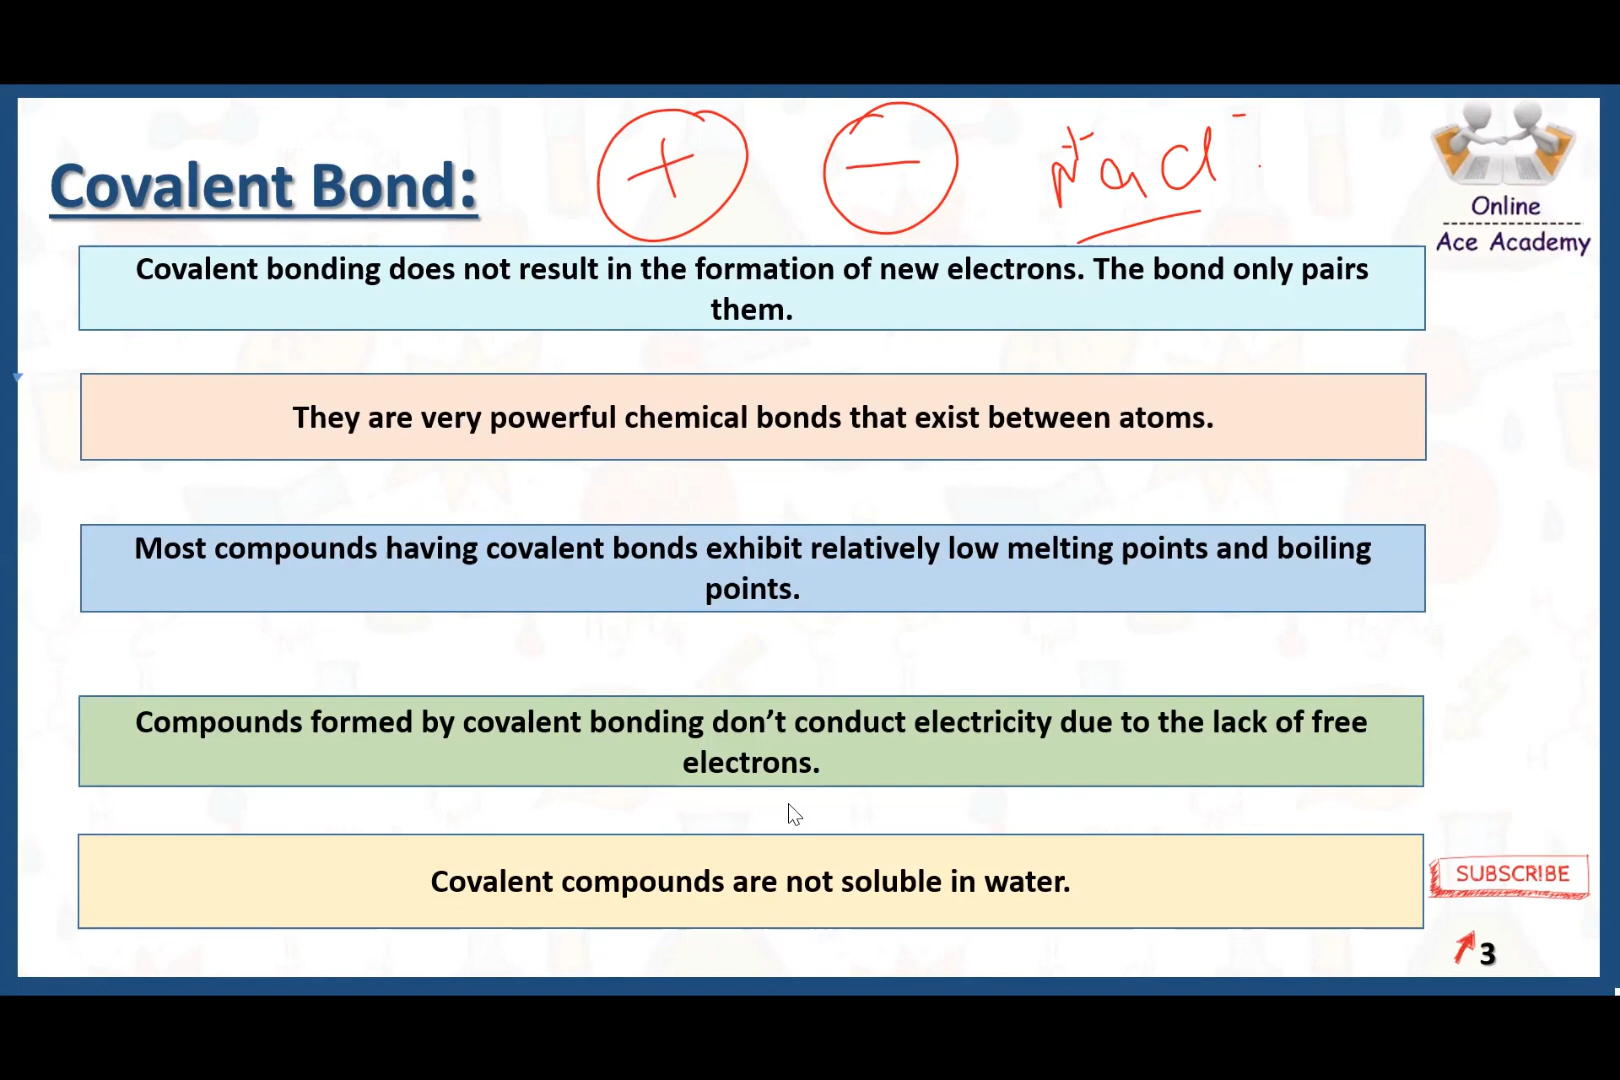 Covalent Bond:
+
−
Na⁺Cl⁻
Online
Ace Academy
Covalent bonding does not result in the formation of new electrons. The bond only pairs
them.
They are very powerful chemical bonds that exist between atoms.
Most compounds having covalent bonds exhibit relatively low melting points and boiling
points.
Compounds formed by covalent bonding don’t conduct electricity due to the lack of free
electrons.
Covalent compounds are not soluble in water.
SUBSCRIBE
3